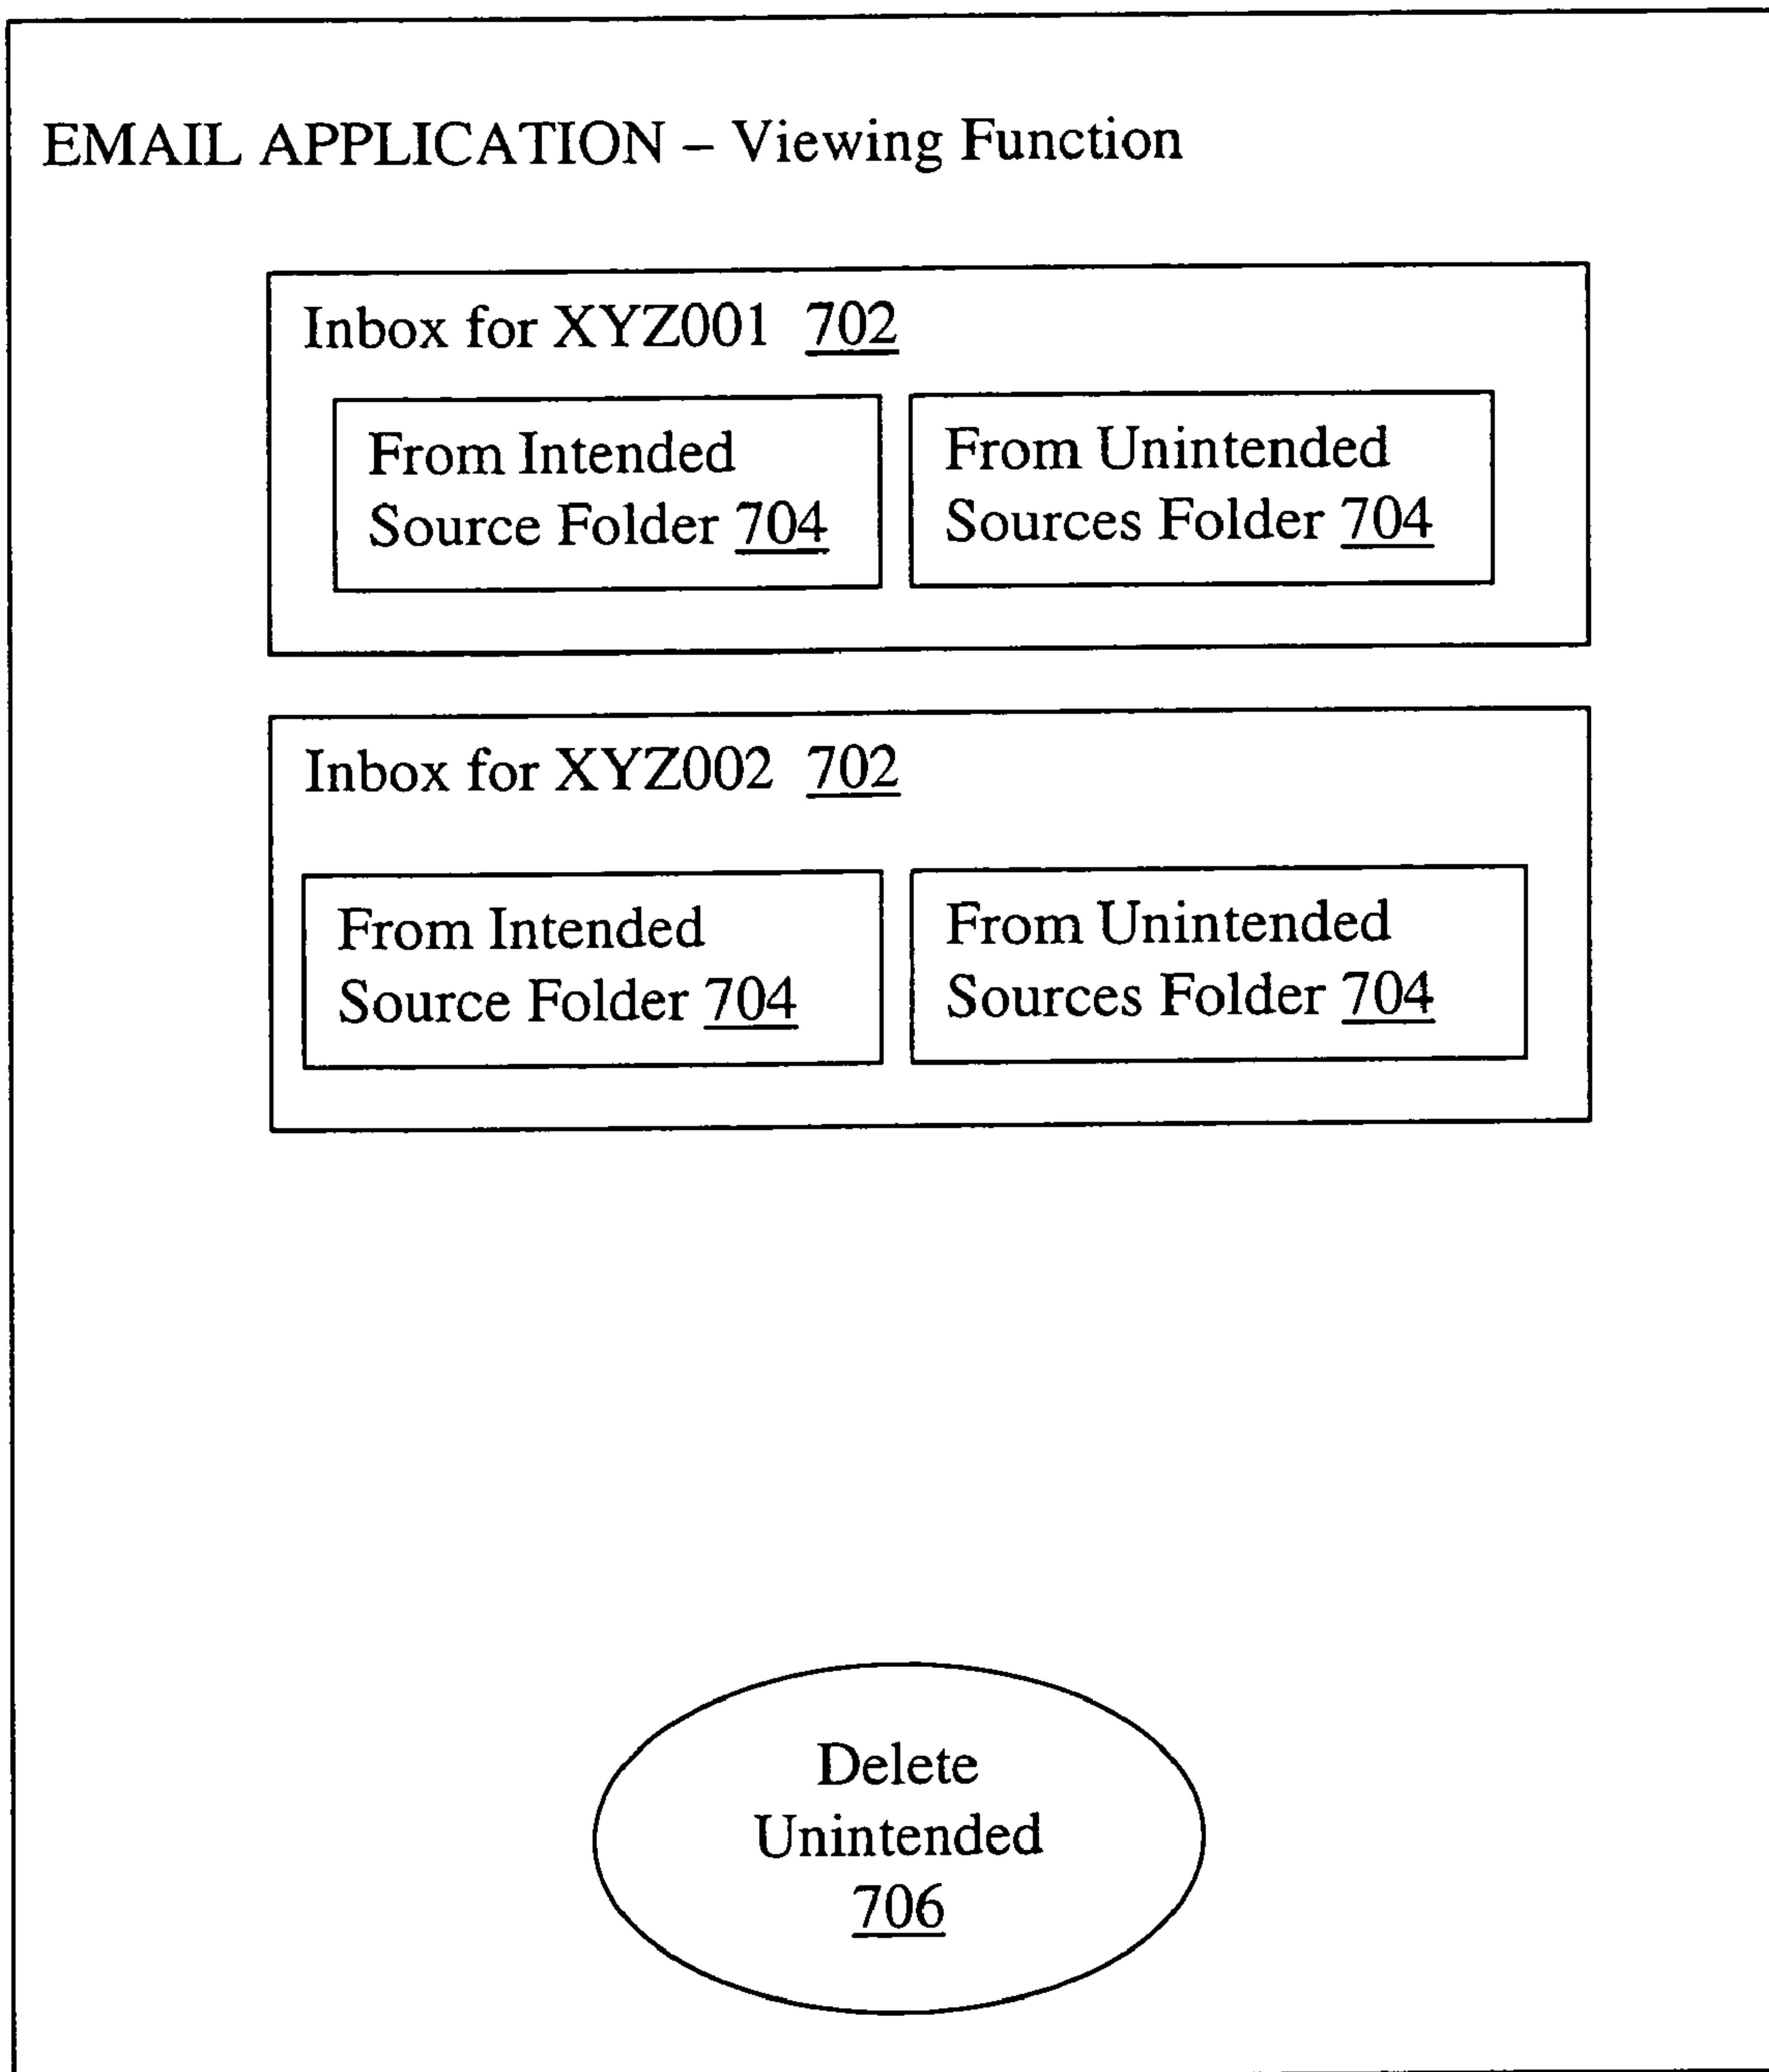 EMAIL APPLICATION – Viewing Function
Inbox for XYZ001 702
From Intended
Source Folder 704
From Unintended
Sources Folder 704
Inbox for XYZ002 702
From Intended
Source Folder 704
From Unintended
Sources Folder 704
Delete
Unintended
706